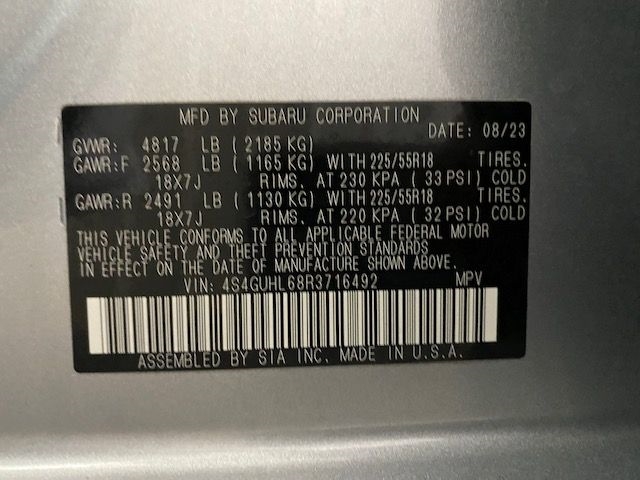 MFD BY SUBARU CORPORATION
DATE: 08/23
GVWR: 4817 LB ( 2185 KG)
GAWR:F 2568 LB ( 1165 KG) WITH 225/55R18 TIRES.
18X7J RIMS. AT 230 KPA ( 33 PSI) COLD
GAWR:R 2491 LB ( 1130 KG) WITH 225/55R18 TIRES.
18X7J RIMS. AT 220 KPA ( 32 PSI) COLD
THIS VEHICLE CONFORMS TO ALL APPLICABLE FEDERAL MOTOR
VEHICLE SAFETY AND THEFT PREVENTION STANDARDS
IN EFFECT ON DATE OF MANUFACTURE SHOWN ABOVE.
VIN: 4S4GUHL68R3716492 MPV
ASSEMBLED BY SIA INC. MADE IN U.S.A.